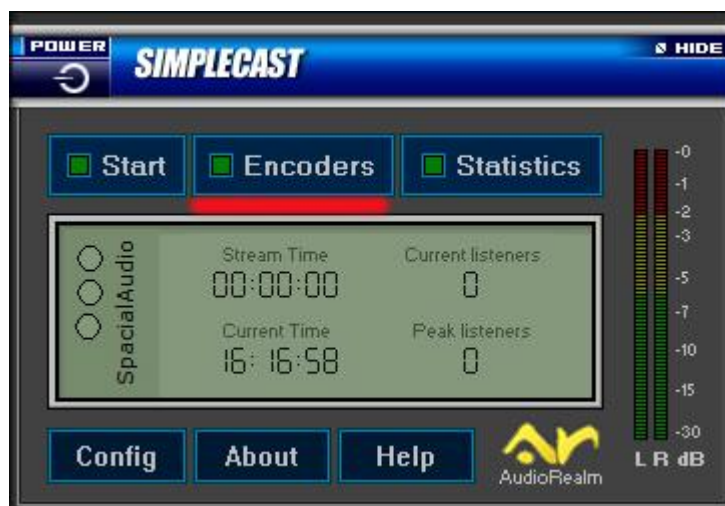 POWER
SIMPLECAST
HIDE
Start
Encoders
Statistics
SpacialAudio
Stream Time
Current listeners
00:00:00
0
Current Time
Peak listeners
16:16:58
0
-0
-1
-2
-3
-5
-7
-10
-15
-30
L R dB
Config
About
Help
AudioRealm